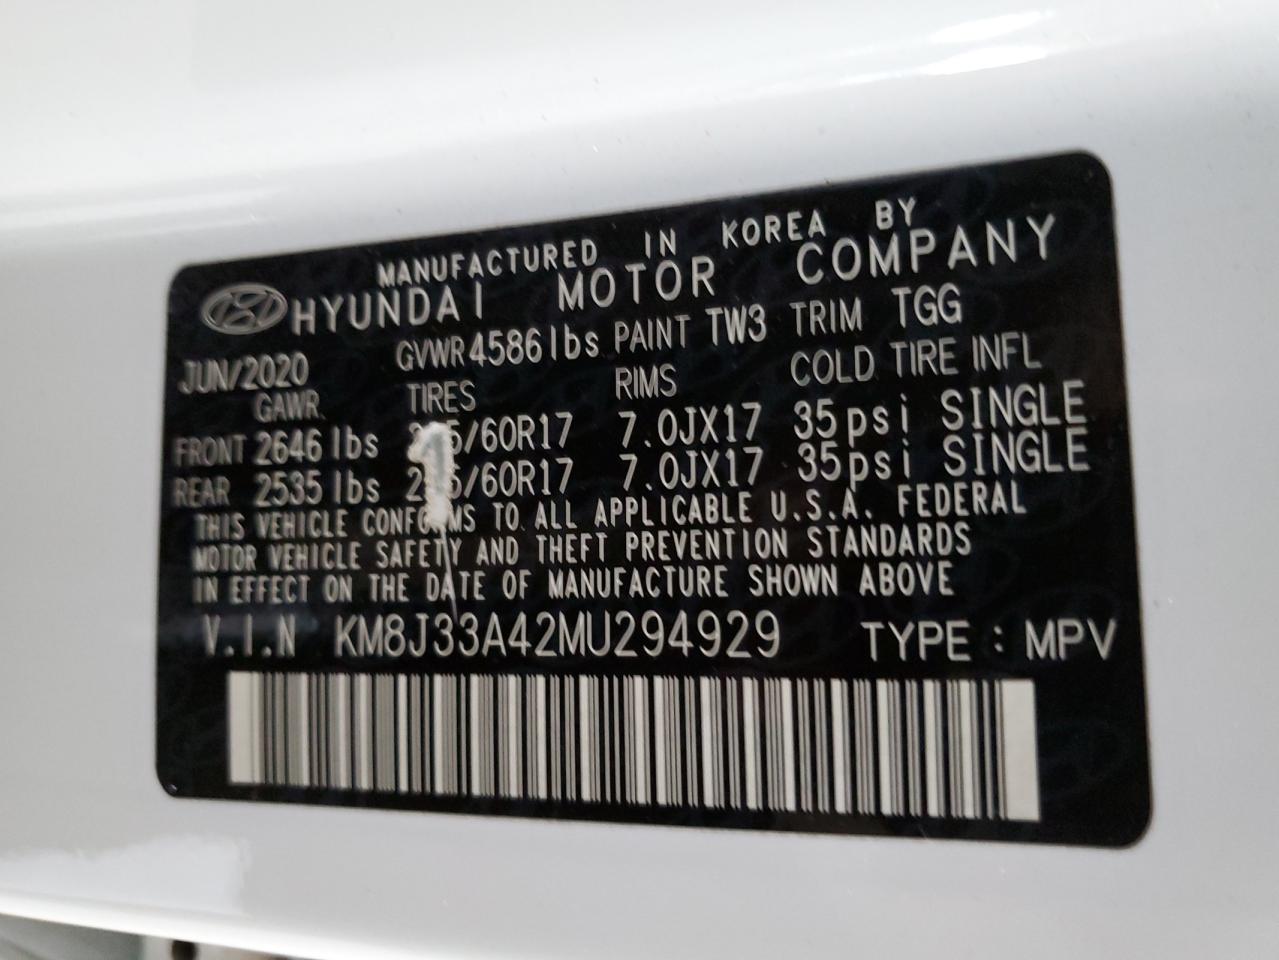 MANUFACTURED IN KOREA BY
HYUNDAI MOTOR COMPANY
JUN/2020 GVWR 4586 lbs PAINT TW3 TRIM TGG
GAWR TIRES RIMS COLD TIRE INFL
FRONT 2646 lbs /60R17 7.0JX17 35psi SINGLE
REAR 2535 lbs /60R17 7.0JX17 35psi SINGLE
THIS VEHICLE CONFORMS TO ALL APPLICABLE U.S.A. FEDERAL
MOTOR VEHICLE SAFETY AND THEFT PREVENTION STANDARDS
IN EFFECT ON THE DATE OF MANUFACTURE SHOWN ABOVE
V.I.N KM8J33A42MU294929 TYPE : MPV